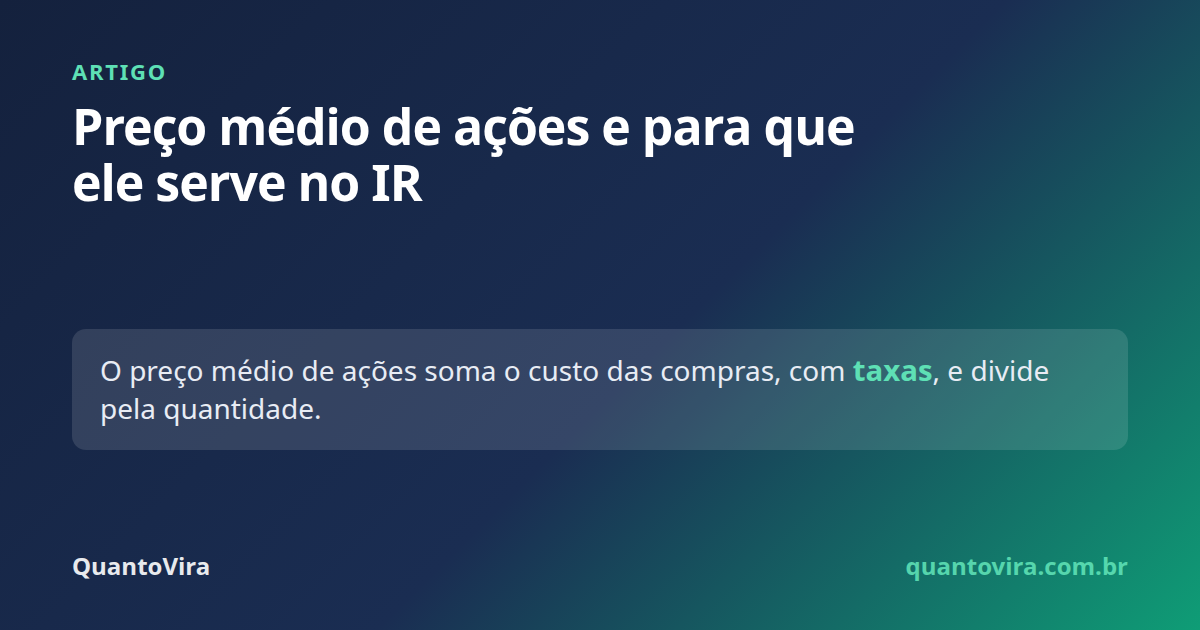 ARTIGO
Preço médio de ações e para que
ele serve no IR
O preço médio de ações soma o custo das compras, com taxas, e divide
pela quantidade.
QuantoVira
quantovira.com.br